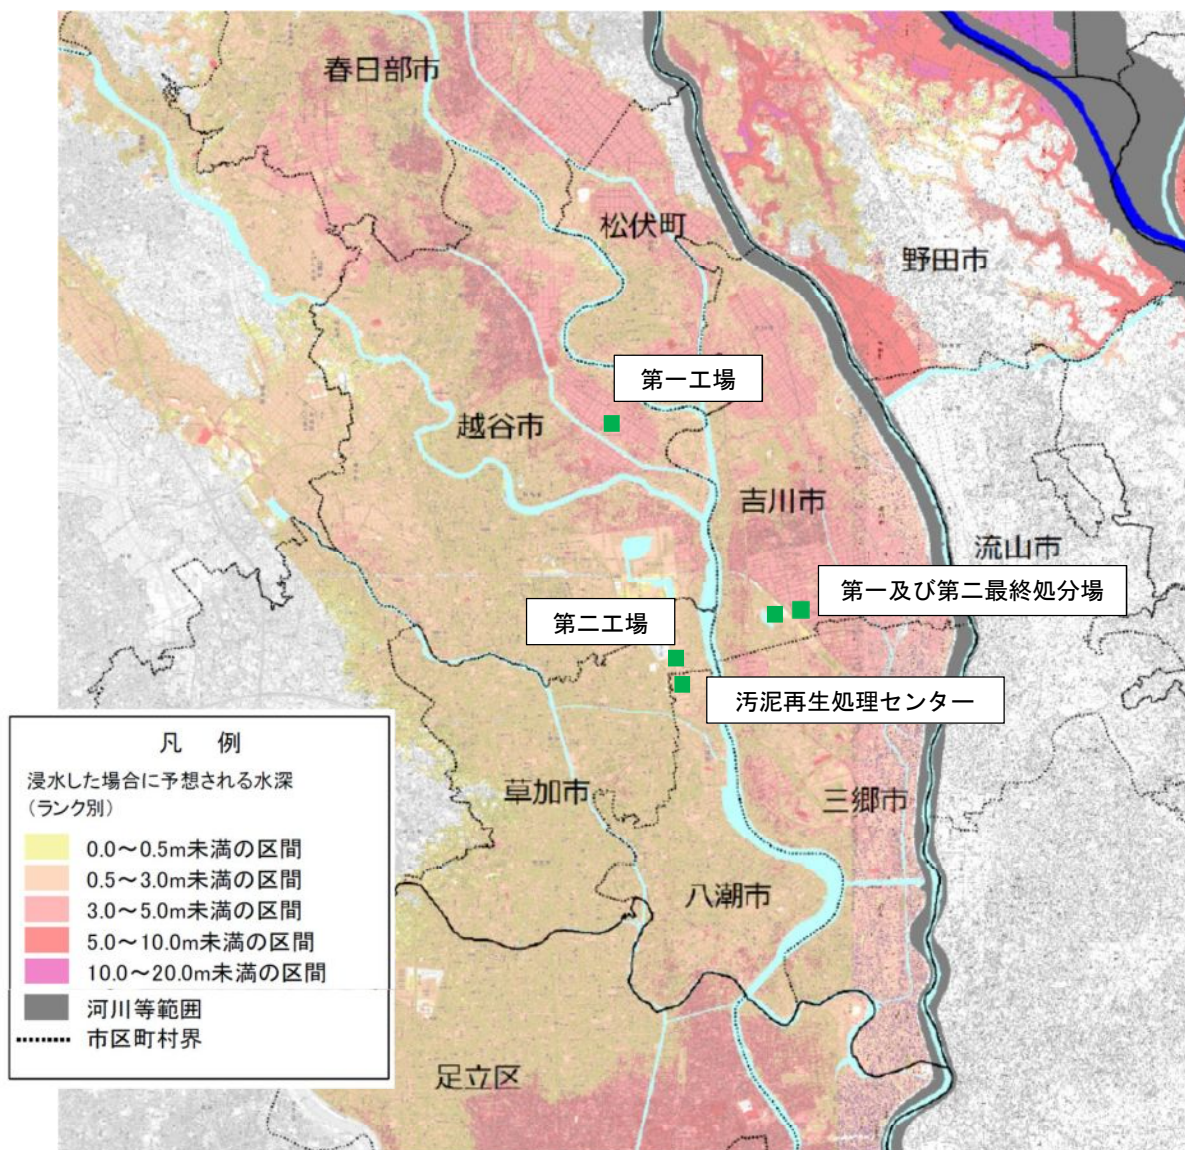 春日部市
松伏町
野田市
第一工場
越谷市
吉川市
流山市
第一及び第二最終処分場
第二工場
汚泥再生処理センター
草加市
三郷市
八潮市
足立区
凡 例
浸水した場合に予想される水深
(ランク別)
0.0～0.5m未満の区間
0.5～3.0m未満の区間
3.0～5.0m未満の区間
5.0～10.0m未満の区間
10.0～20.0m未満の区間
河川等範囲
市区町村界